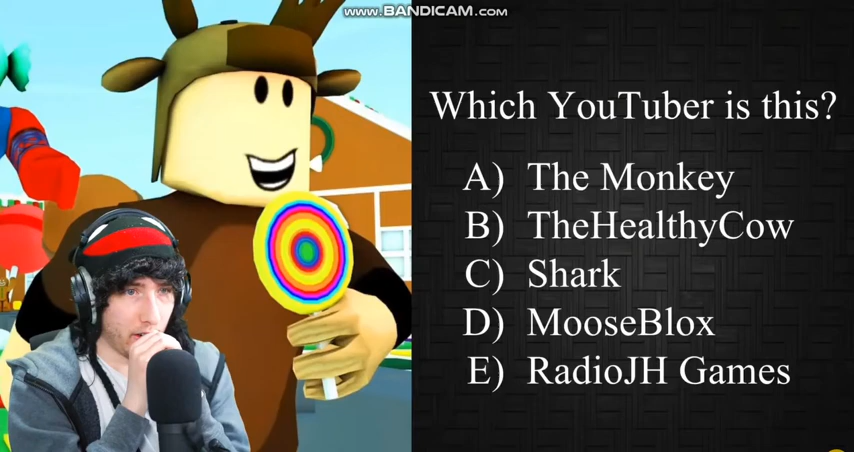 www.BANDICAM.com
Which YouTuber is this?
A) The Monkey
B) TheHealthyCow
C) Shark
D) MooseBlox
E) RadioJH Games